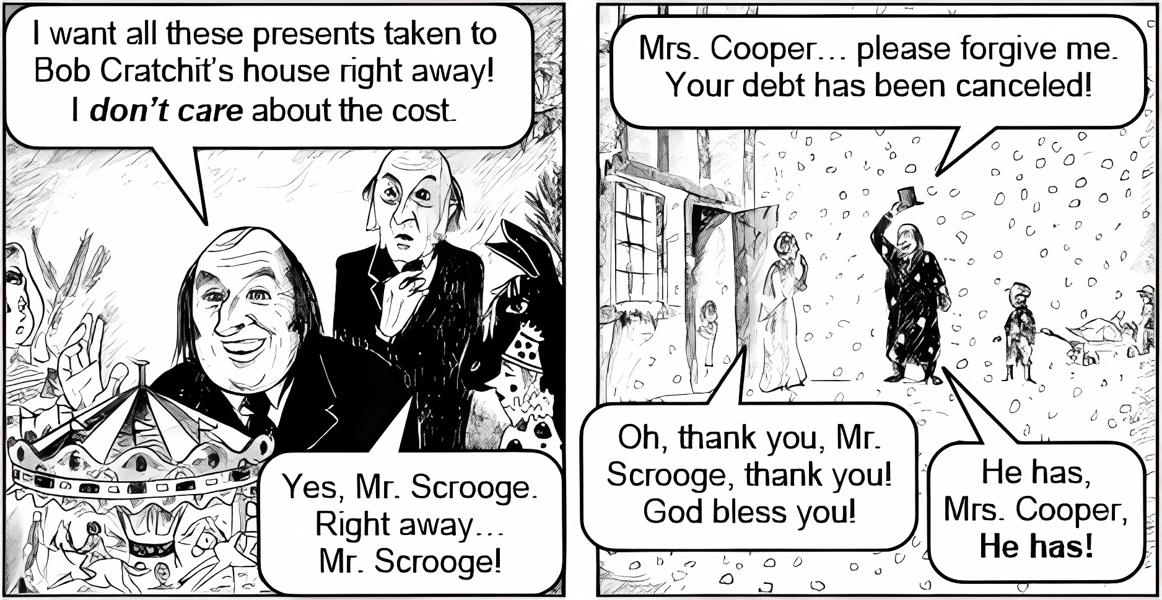 I want all these presents taken to
Bob Cratchit's house right away!
I don't care about the cost.
Yes, Mr. Scrooge.
Right away...
Mr. Scrooge!
Mrs. Cooper... please forgive me.
Your debt has been canceled!
Oh, thank you, Mr.
Scrooge, thank you!
God bless you!
He has,
Mrs. Cooper,
He has!